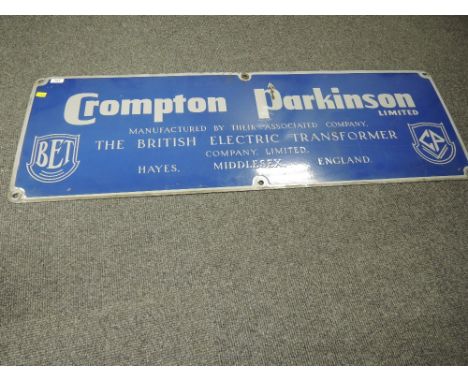 Crompton Parkinson
LIMITED
MANUFACTURED BY THEIR ASSOCIATED COMPANY,
THE BRITISH ELECTRIC TRANSFORMER
COMPANY, LIMITED.
HAYES, MIDDLESEX ENGLAND.
BET
CP